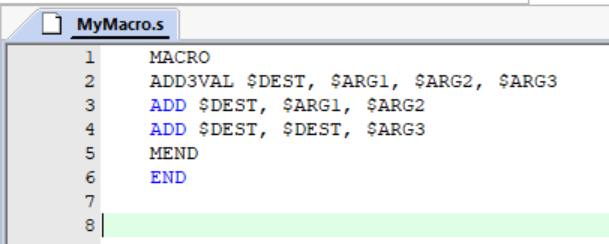 MyMacro.s
1 MACRO
2 ADD3VAL $DEST, $ARG1, $ARG2, $ARG3
3 ADD $DEST, $ARG1, $ARG2
4 ADD $DEST, $DEST, $ARG3
5 MEND
6 END
7
8